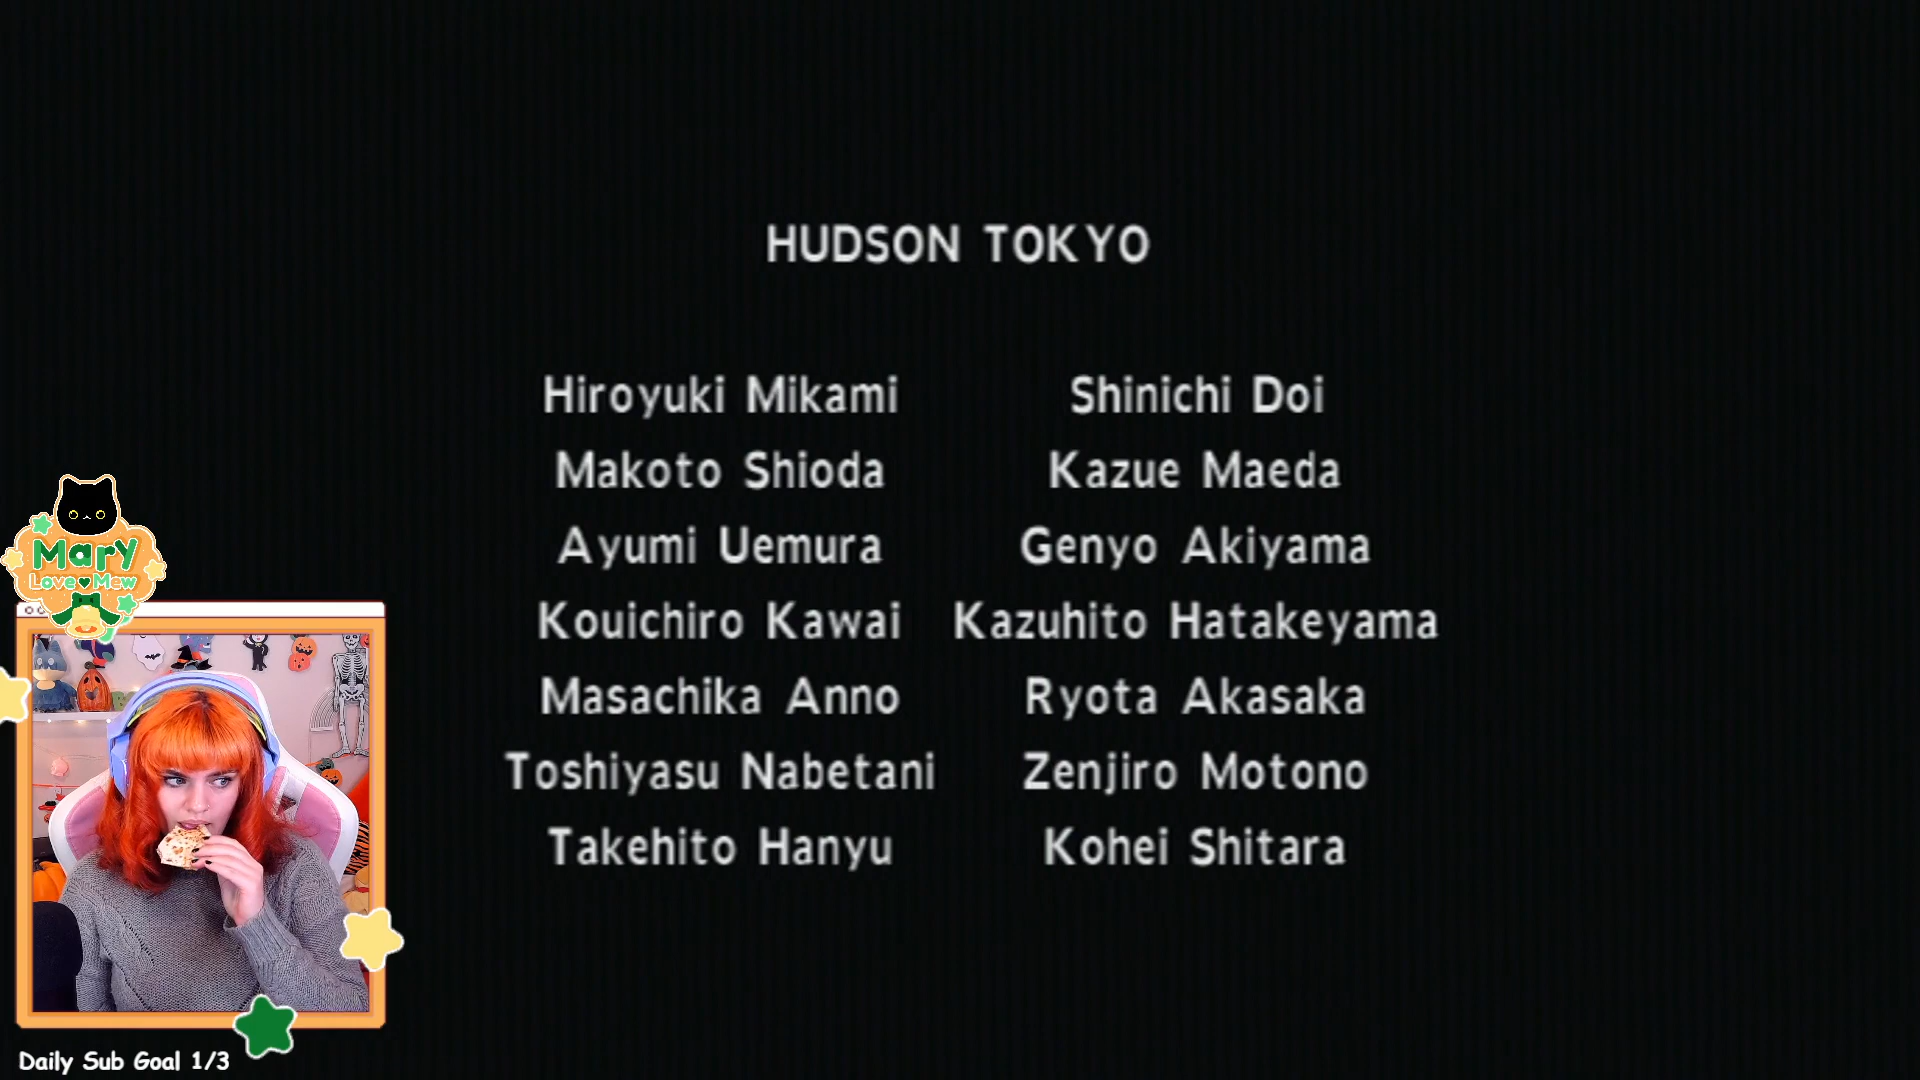 HUDSON TOKYO
Hiroyuki Mikami Shinichi Doi
Makoto Shioda Kazue Maeda
Ayumi Uemura Genyo Akiyama
Kouichiro Kawai Kazuhito Hatakeyama
Masachika Anno Ryota Akasaka
Toshiyasu Nabetani Zenjiro Motono
Takehito Hanyu Kohei Shitara
Mary
Love Mew
Daily Sub Goal 1/3